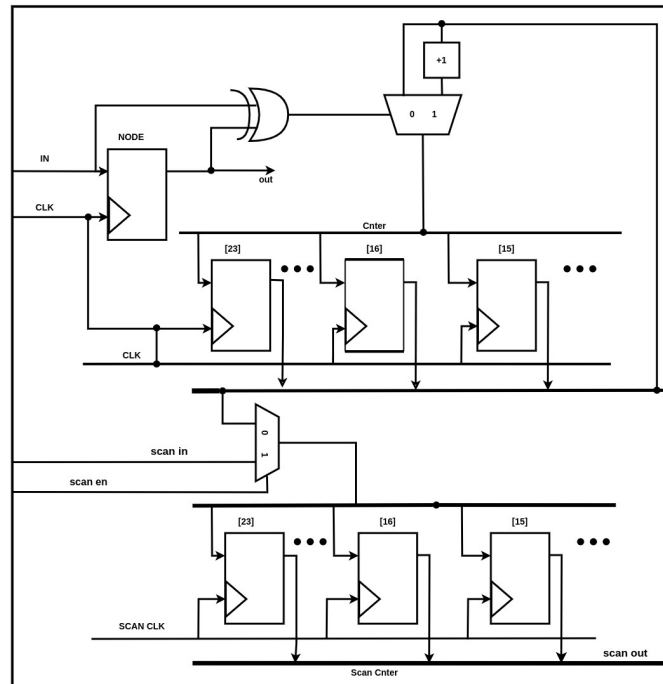 +1
0 1
NODE
IN
out
CLK
Cnter
[23] [16] [15]
CLK
0
1
scan in
scan en
[23] [16] [15]
SCAN CLK
scan out
Scan Cnter